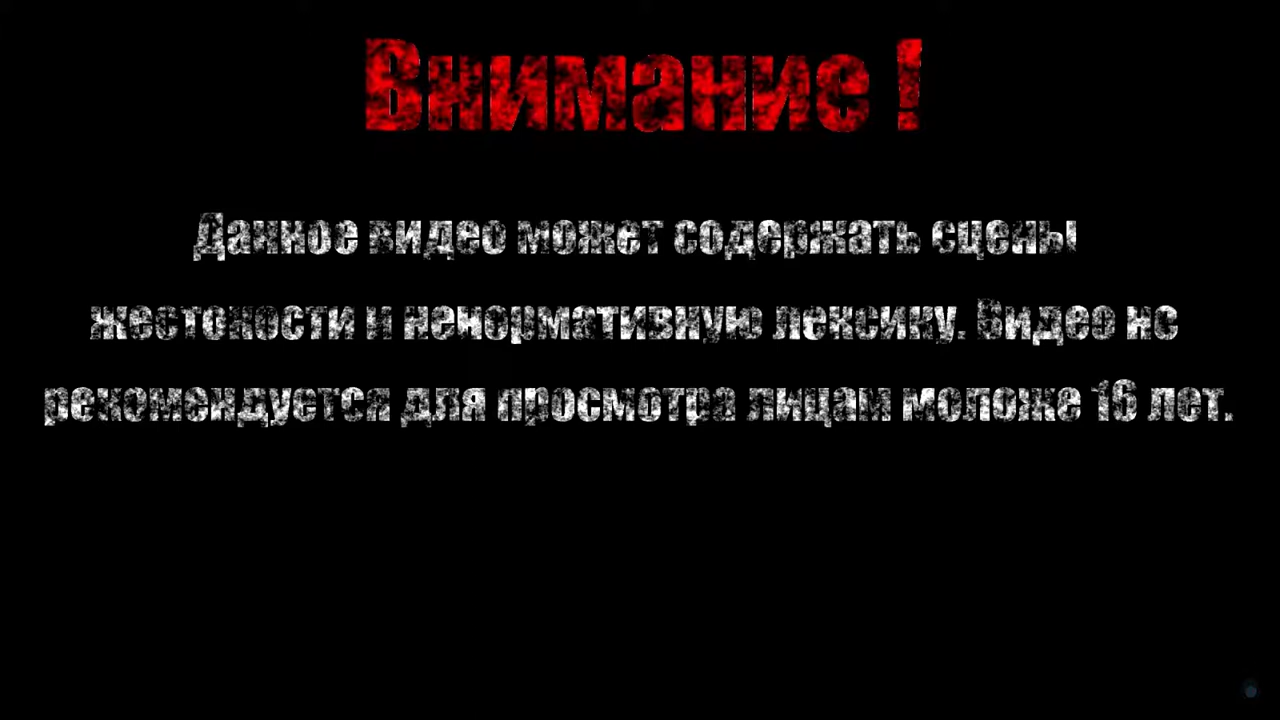 Внимание !
Данное видео может содержать сцены
жестокости и ненормативную лексику. Видео не
рекомендуется для просмотра лицам моложе 16 лет.